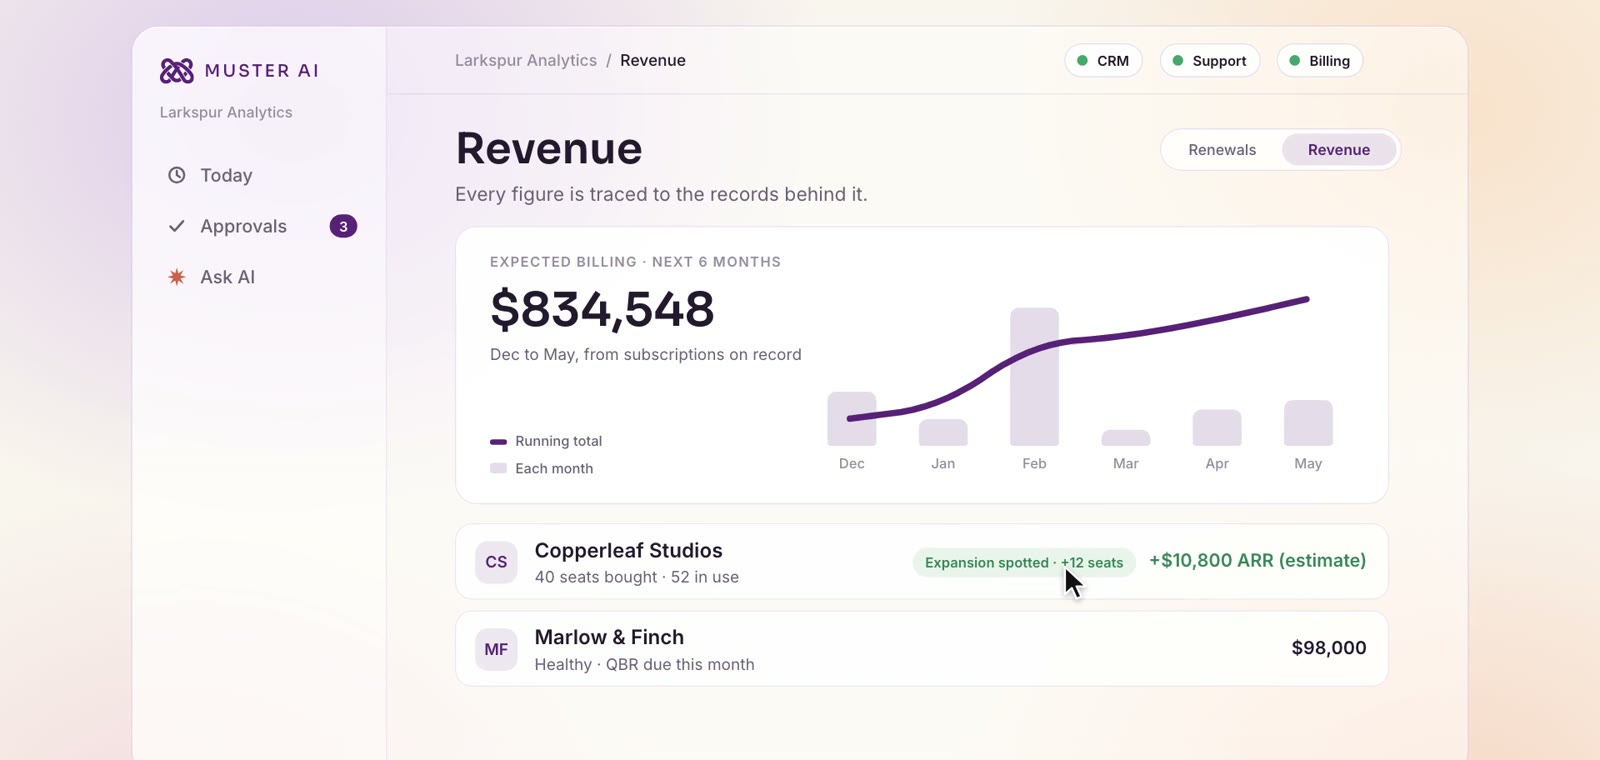 MUSTER AI
Larkspur Analytics
Today
Approvals 3
Ask AI
Larkspur Analytics / Revenue
CRM
Support
Billing
Revenue
Every figure is traced to the records behind it.
Renewals
Revenue
EXPECTED BILLING · NEXT 6 MONTHS
$834,548
Dec to May, from subscriptions on record
Running total
Each month
Dec Jan Feb Mar Apr May
CS
Copperleaf Studios
40 seats bought · 52 in use
Expansion spotted · +12 seats
+$10,800 ARR (estimate)
MF
Marlow & Finch
Healthy · QBR due this month
$98,000